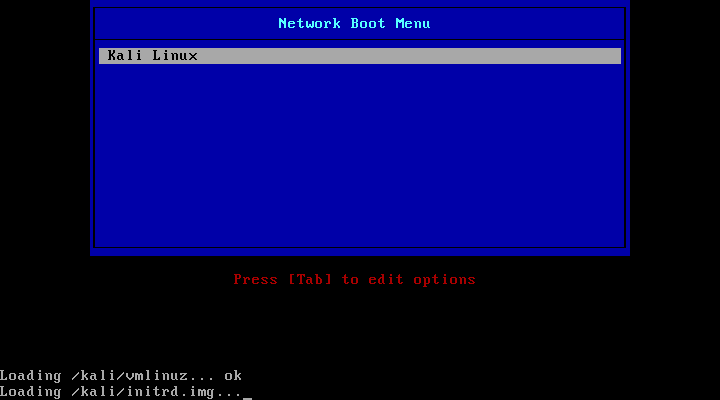 Network Boot Menu
Kali Linux
Press [Tab] to edit options
Loading /kali/vmlinuz... ok
Loading /kali/initrd.img..._